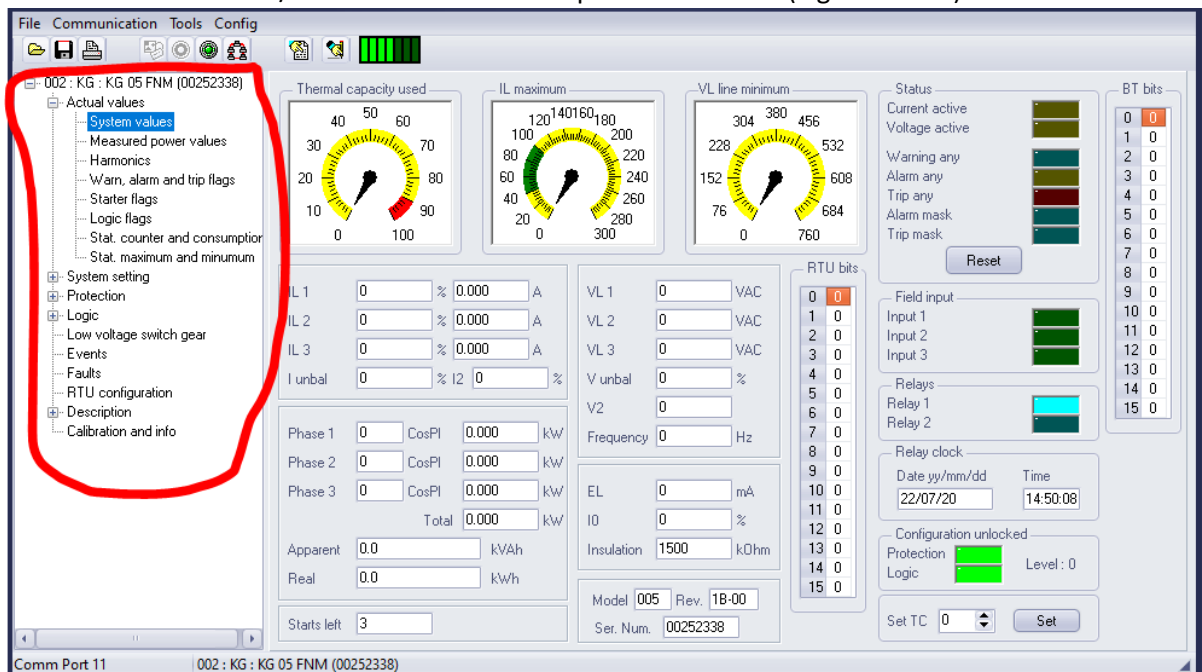 File Communication Tools Config
002 : KG : KG 05 FNM (00252338)
Actual values
System values
Measured power values
Harmonics
Warn, alarm and trip flags
Starter flags
Logic flags
Stat. counter and consumption
Stat. maximum and minumum
System setting
Protection
Logic
Low voltage switch gear
Events
Faults
RTU configuration
Description
Calibration and info
Thermal capacity used
0 10 20 30 40 50 60 70 80 90 100
IL maximum
0 20 40 60 80 100 120 140 160 180 200 220 240 260 280 300
VL line minimum
0 76 152 228 304 380 456 532 608 684 760
IL 1 0 % 0.000 A
IL 2 0 % 0.000 A
IL 3 0 % 0.000 A
I unbal 0 % I2 0 %
Phase 1 0 CosPI 0.000 kW
Phase 2 0 CosPI 0.000 kW
Phase 3 0 CosPI 0.000 kW
Total 0.000 kW
Apparent 0.0 kVAh
Real 0.0 kWh
Starts left 3
VL 1 0 VAC
VL 2 0 VAC
VL 3 0 VAC
V unbal 0 %
V2 0
Frequency 0 Hz
EL 0 mA
I0 0 %
Insulation 1500 kOhm
Model 005 Rev. 1B-00
Ser. Num. 00252338
RTU bits
0 0
1 0
2 0
3 0
4 0
5 0
6 0
7 0
8 0
9 0
10 0
11 0
12 0
13 0
14 0
15 0
Status
Current active
Voltage active
Warning any
Alarm any
Trip any
Alarm mask
Trip mask
Reset
Field input
Input 1
Input 2
Input 3
Relays
Relay 1
Relay 2
Relay clock
Date yy/mm/dd Time
22/07/20 14:50:08
Configuration unlocked
Protection
Logic
Level : 0
Set TC 0 Set
BT bits
0 0
1 0
2 0
3 0
4 0
5 0
6 0
7 0
8 0
9 0
10 0
11 0
12 0
13 0
14 0
15 0
Comm Port 11 002 : KG : KG 05 FNM (00252338)